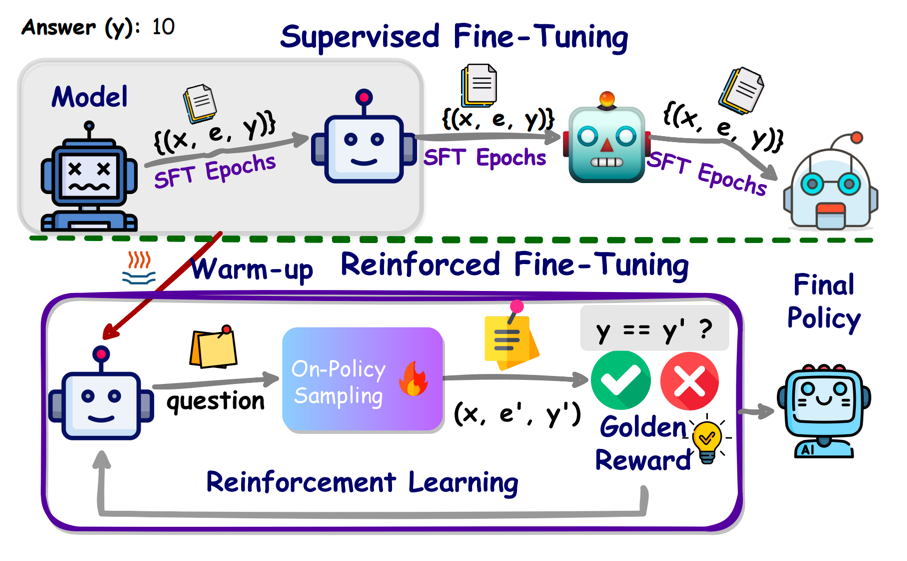 Answer (y): 10
Supervised Fine-Tuning
Model
{(x, e, y)}
SFT Epochs
{(x, e, y)}
SFT Epochs
{(x, e, y)}
SFT Epochs
Warm-up
Reinforced Fine-Tuning
Final
Policy
question
On-Policy
Sampling
(x, e', y')
y == y' ?
Golden
Reward
Reinforcement Learning
AI